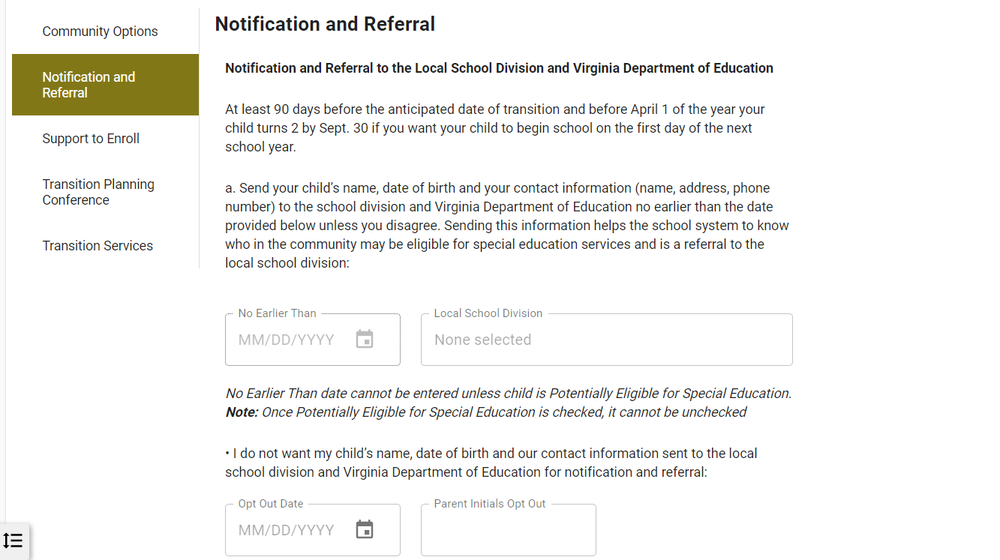 Community Options
Notification and
Referral
Support to Enroll
Transition Planning
Conference
Transition Services
Notification and Referral
Notification and Referral to the Local School Division and Virginia Department of Education
At least 90 days before the anticipated date of transition and before April 1 of the year your
child turns 2 by Sept. 30 if you want your child to begin school on the first day of the next
school year.
a. Send your child’s name, date of birth and your contact information (name, address, phone
number) to the school division and Virginia Department of Education no earlier than the date
provided below unless you disagree. Sending this information helps the school system to know
who in the community may be eligible for special education services and is a referral to the
local school division:
No Earlier Than
MM/DD/YYYY
Local School Division
None selected
No Earlier Than date cannot be entered unless child is Potentially Eligible for Special Education.
Note: Once Potentially Eligible for Special Education is checked, it cannot be unchecked
• I do not want my child’s name, date of birth and our contact information sent to the local
school division and Virginia Department of Education for notification and referral:
Opt Out Date
MM/DD/YYYY
Parent Initials Opt Out